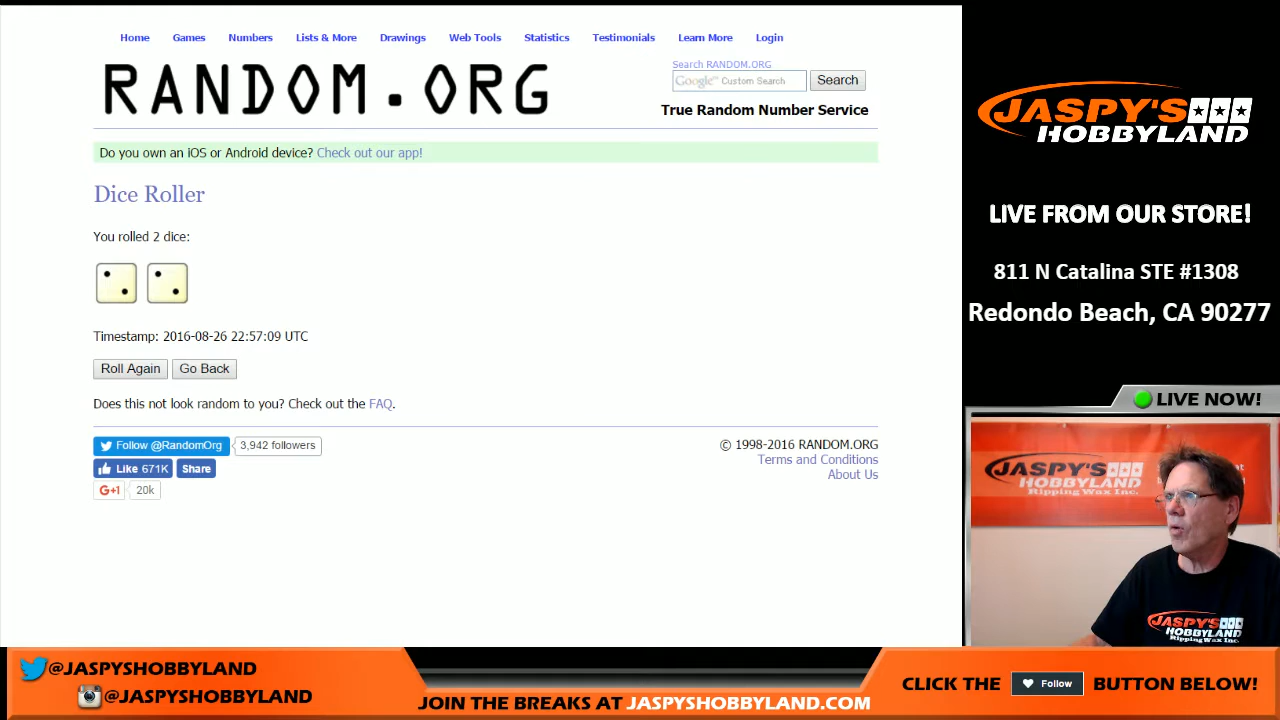 Home Games Numbers Lists & More Drawings Web Tools Statistics Testimonials Learn More Login
RANDOM.ORG
Search RANDOM.ORG
Google™ Custom Search Search
True Random Number Service
Do you own an iOS or Android device? Check out our app!
Dice Roller
You rolled 2 dice:
Timestamp: 2016-08-26 22:57:09 UTC
Roll Again Go Back
Does this not look random to you? Check out the FAQ.
Follow @RandomOrg 3,942 followers
Like 671K Share
G+1 20k
© 1998-2016 RANDOM.ORG
Terms and Conditions
About Us
JASPY'S
HOBBYLAND
LIVE FROM OUR STORE!
811 N Catalina STE #1308
Redondo Beach, CA 90277
LIVE NOW!
JASPY'S
HOBBYLAND
Ripping Wax Inc.
JASPY'S
HOBBYLAND
Ripping Wax Inc.
@JASPYSHOBBYLAND
@JASPYSHOBBYLAND
JOIN THE BREAKS AT JASPYSHOBBYLAND.COM
CLICK THE Follow BUTTON BELOW!